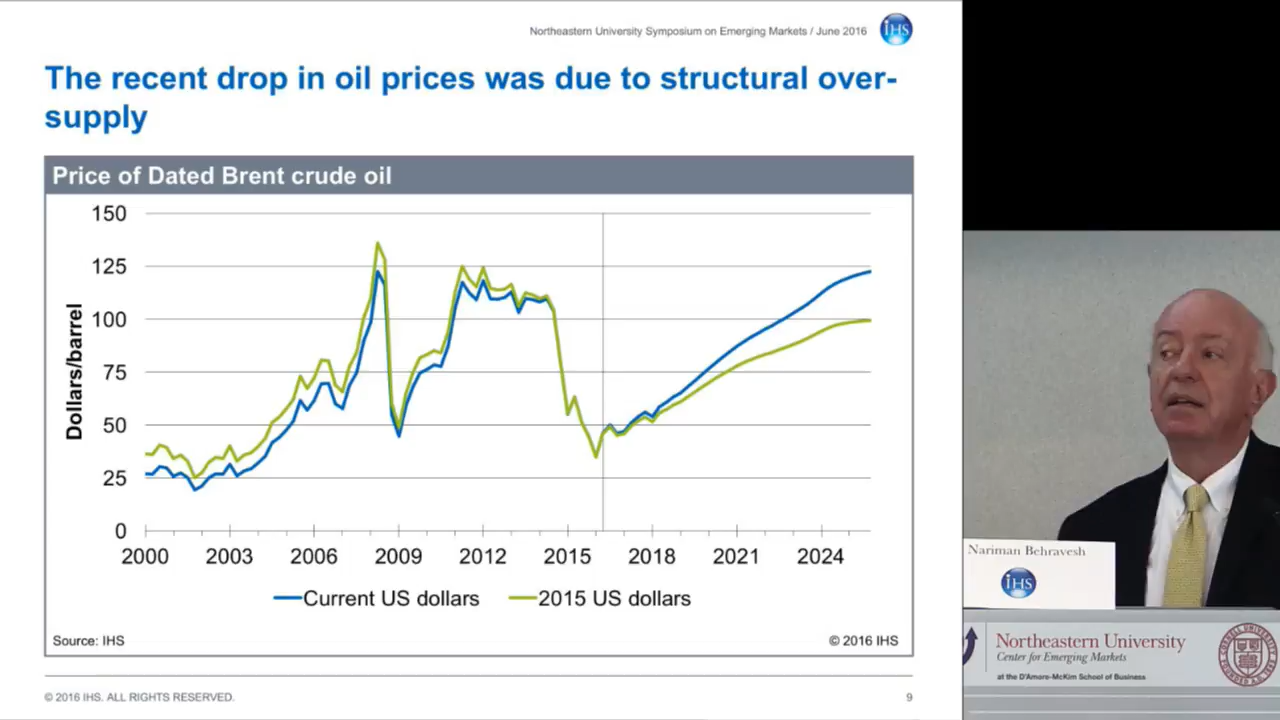 Northeastern University Symposium on Emerging Markets / June 2016
IHS
The recent drop in oil prices was due to structural over-
supply
Price of Dated Brent crude oil
Dollars/barrel
150
125
100
75
50
25
0
2000 2003 2006 2009 2012 2015 2018 2021 2024
Current US dollars 2015 US dollars
Source: IHS © 2016 IHS
© 2016 IHS. ALL RIGHTS RESERVED. 9
Nariman Behravesh
IHS
Northeastern University
Center for Emerging Markets
at the D'Amore-McKim School of Business